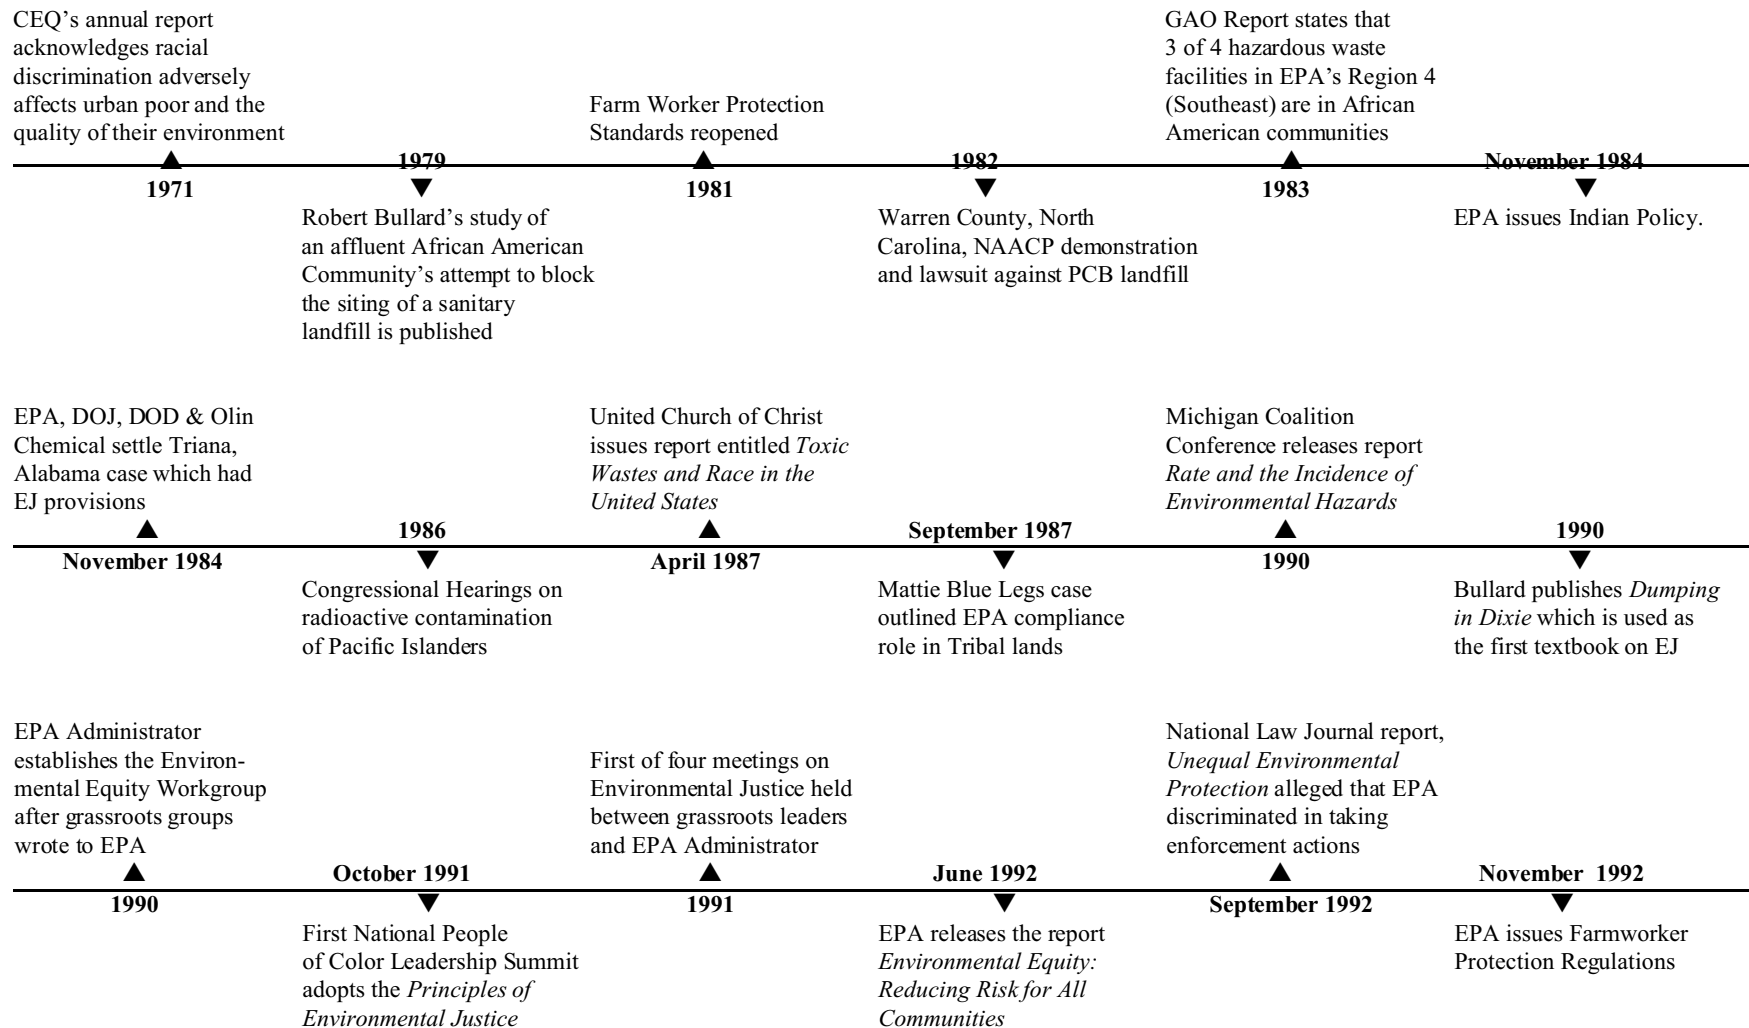 CEQ's annual report
acknowledges racial
discrimination adversely
affects urban poor and the
quality of their environment
1971
1979
Robert Bullard's study of
an affluent African American
Community's attempt to block
the siting of a sanitary
landfill is published
Farm Worker Protection
Standards reopened
1981
1982
Warren County, North
Carolina, NAACP demonstration
and lawsuit against PCB landfill
GAO Report states that
3 of 4 hazardous waste
facilities in EPA's Region 4
(Southeast) are in African
American communities
1983
November 1984
EPA issues Indian Policy.
EPA, DOJ, DOD & Olin
Chemical settle Triana,
Alabama case which had
EJ provisions
November 1984
1986
Congressional Hearings on
radioactive contamination
of Pacific Islanders
United Church of Christ
issues report entitled Toxic
Wastes and Race in the
United States
April 1987
September 1987
Mattie Blue Legs case
outlined EPA compliance
role in Tribal lands
Michigan Coalition
Conference releases report
Rate and the Incidence of
Environmental Hazards
1990
1990
Bullard publishes Dumping
in Dixie which is used as
the first textbook on EJ
EPA Administrator
establishes the Environ-
mental Equity Workgroup
after grassroots groups
wrote to EPA
1990
October 1991
First National People
of Color Leadership Summit
adopts the Principles of
Environmental Justice
First of four meetings on
Environmental Justice held
between grassroots leaders
and EPA Administrator
1991
June 1992
EPA releases the report
Environmental Equity:
Reducing Risk for All
Communities
National Law Journal report,
Unequal Environmental
Protection alleged that EPA
discriminated in taking
enforcement actions
September 1992
November 1992
EPA issues Farmworker
Protection Regulations